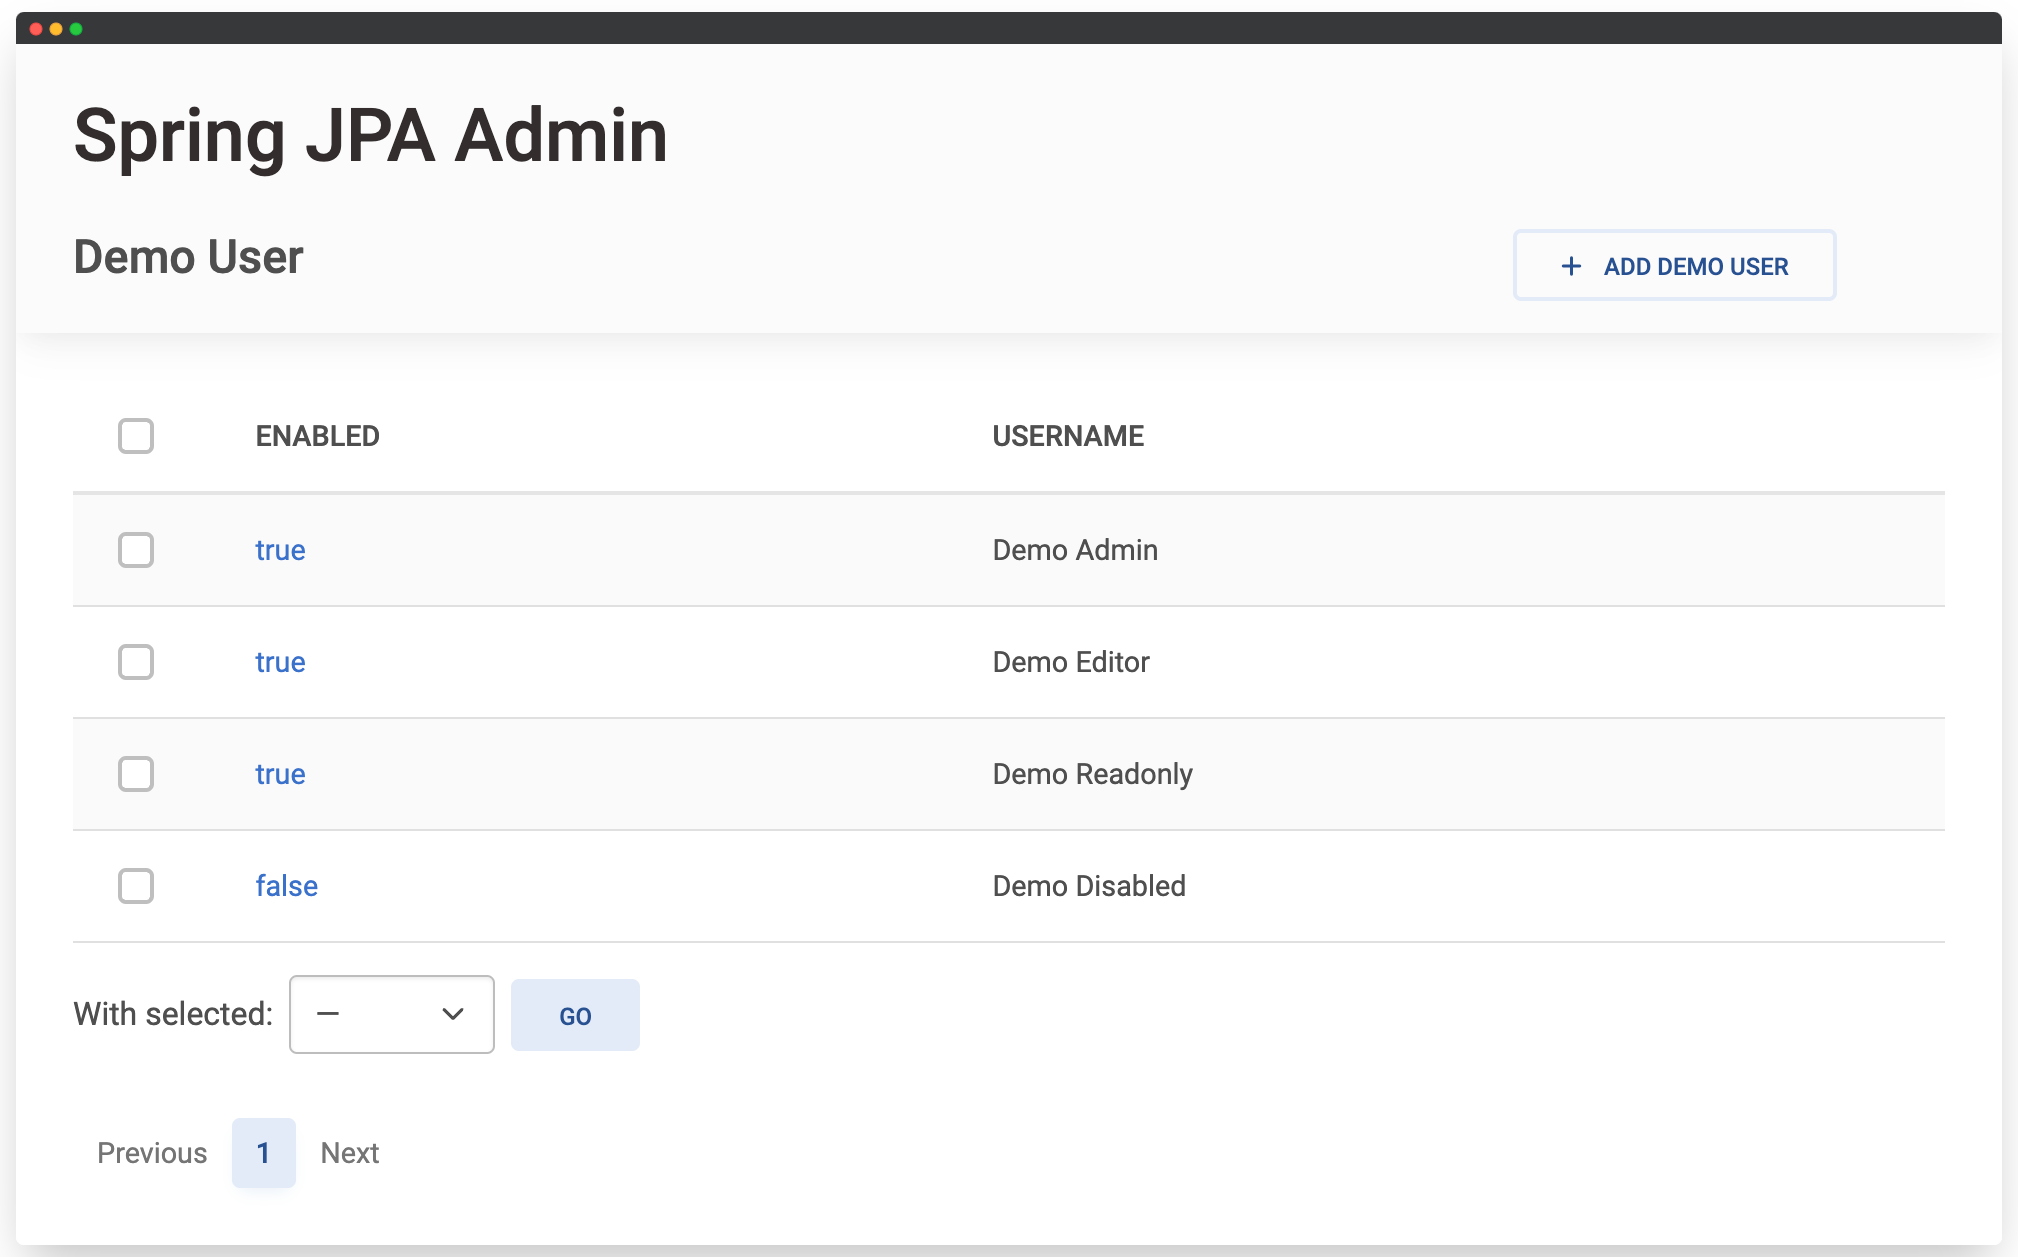 Spring JPA Admin
Demo User
+ ADD DEMO USER
ENABLED USERNAME
true Demo Admin
true Demo Editor
true Demo Readonly
false Demo Disabled
With selected: — GO
Previous 1 Next